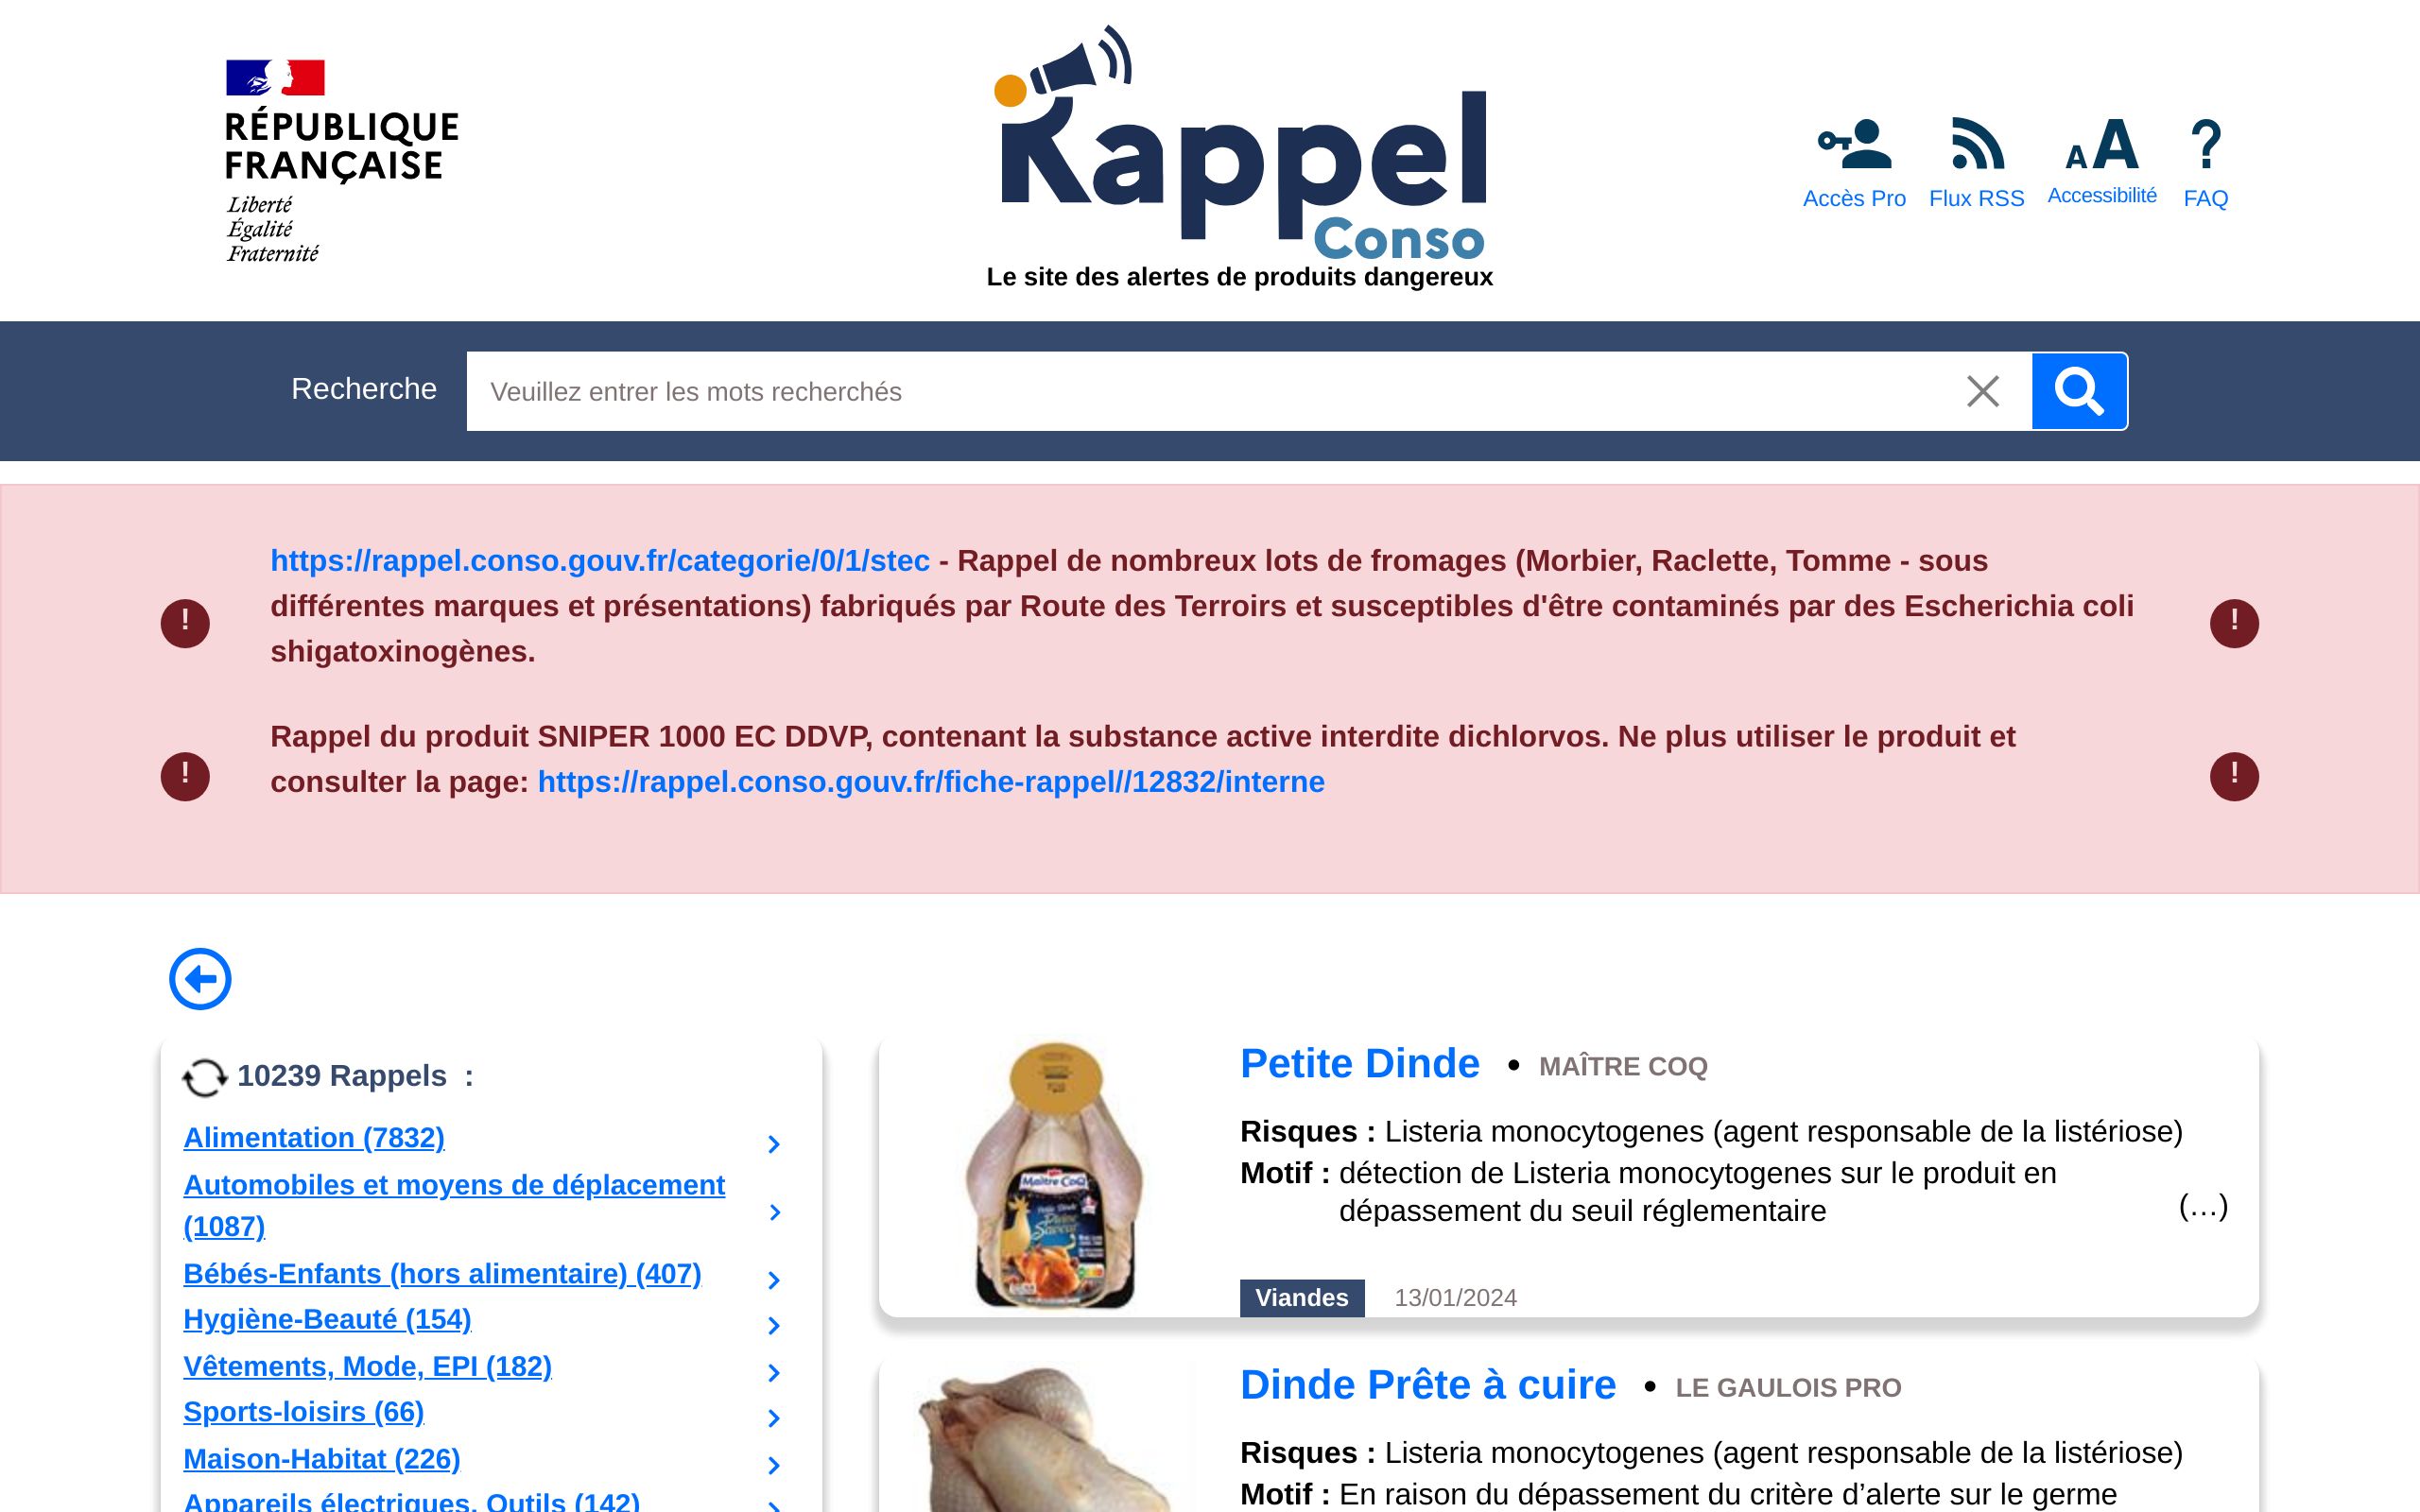 RÉPUBLIQUE
FRANÇAISE
Liberté
Égalité
Fraternité
Rappel
Conso
Le site des alertes de produits dangereux
Accès Pro
Flux RSS
AA
Accessibilité
?
FAQ
Recherche
Veuillez entrer les mots recherchés
https://rappel.conso.gouv.fr/categorie/0/1/stec - Rappel de nombreux lots de fromages (Morbier, Raclette, Tomme - sous
différentes marques et présentations) fabriqués par Route des Terroirs et susceptibles d'être contaminés par des Escherichia coli
shigatoxinogènes.
!
!
Rappel du produit SNIPER 1000 EC DDVP, contenant la substance active interdite dichlorvos. Ne plus utiliser le produit et
consulter la page: https://rappel.conso.gouv.fr/fiche-rappel//12832/interne
!
!
10239 Rappels :
Alimentation (7832)
Automobiles et moyens de déplacement
(1087)
Bébés-Enfants (hors alimentaire) (407)
Hygiène-Beauté (154)
Vêtements, Mode, EPI (182)
Sports-loisirs (66)
Maison-Habitat (226)
Appareils électriques, Outils (142)
Maître CoQ
Petite Dinde • MAÎTRE COQ
Risques : Listeria monocytogenes (agent responsable de la listériose)
Motif : détection de Listeria monocytogenes sur le produit en
dépassement du seuil réglementaire
(…)
Viandes 13/01/2024
Dinde Prête à cuire • LE GAULOIS PRO
Risques : Listeria monocytogenes (agent responsable de la listériose)
Motif : En raison du dépassement du critère d’alerte sur le germe